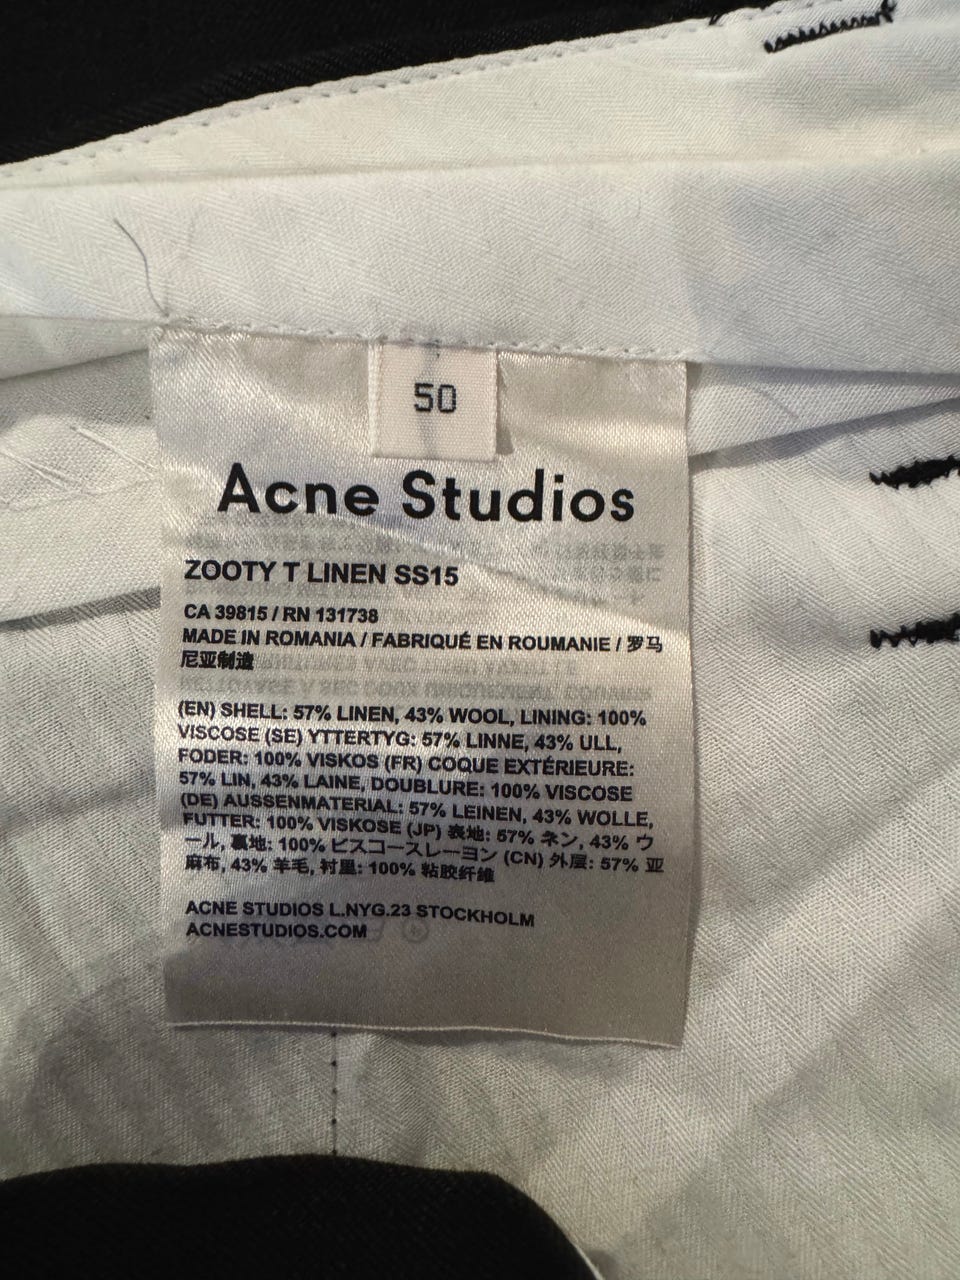 50
Acne Studios
ZOOTY T LINEN SS15
CA 39815 / RN 131738
MADE IN ROMANIA / FABRIQUÉ EN ROUMANIE / 罗马
尼亚制造
(EN) SHELL: 57% LINEN, 43% WOOL, LINING: 100%
VISCOSE (SE) YTTERTYG: 57% LINNE, 43% ULL,
FODER: 100% VISKOS (FR) COQUE EXTÉRIEURE:
57% LIN, 43% LAINE, DOUBLURE: 100% VISCOSE
(DE) AUSSENMATERIAL: 57% LEINEN, 43% WOLLE,
FUTTER: 100% VISKOSE (JP) 表地: 57% ネン, 43% ウ
ール, 裏地: 100% ビスコースレーヨン (CN) 外层: 57% 亚
麻布, 43% 羊毛, 衬里: 100% 粘胶纤维
ACNE STUDIOS L.NYG.23 STOCKHOLM
ACNESTUDIOS.COM